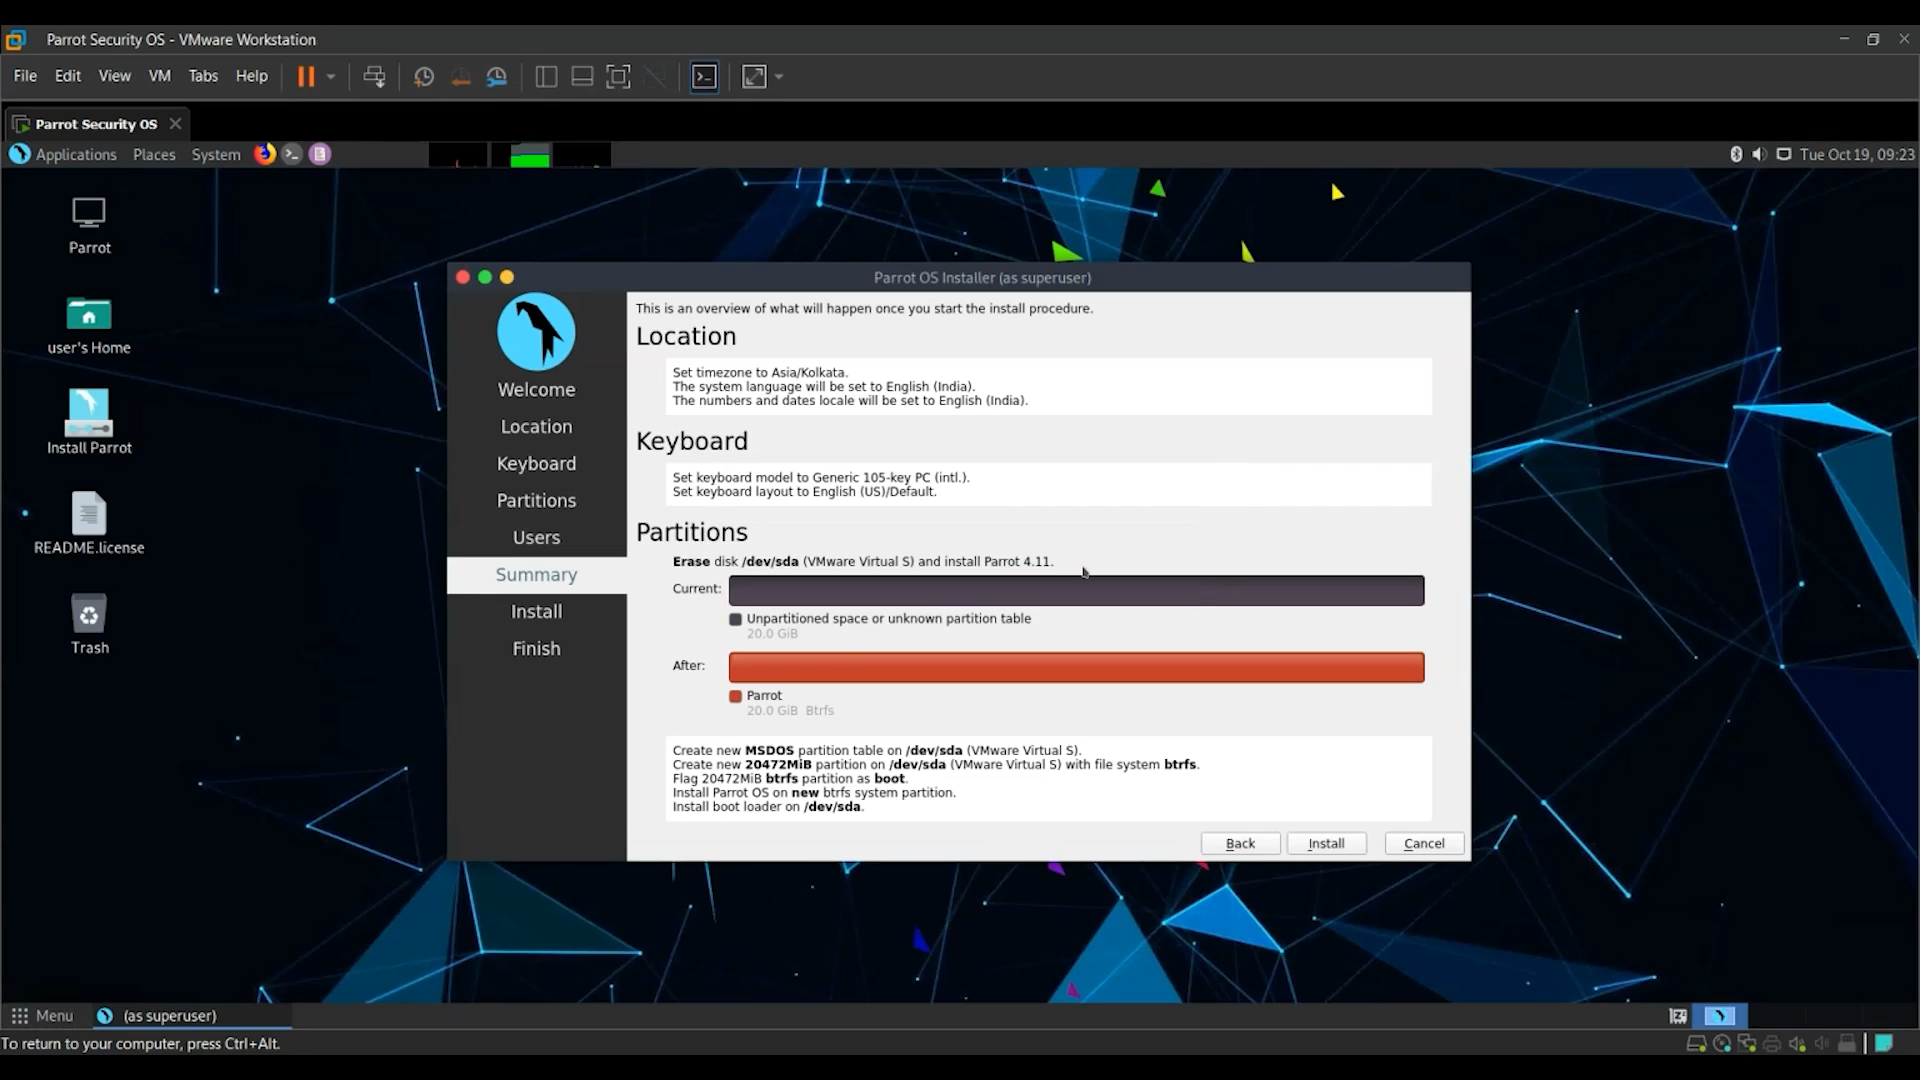 Parrot Security OS - VMware Workstation
File Edit View VM Tabs Help
Parrot Security OS
Applications Places System
Tue Oct 19, 09:23
Parrot
user's Home
Install Parrot
README.license
Trash
Parrot OS Installer (as superuser)
Welcome
Location
Keyboard
Partitions
Users
Summary
Install
Finish
This is an overview of what will happen once you start the install procedure.
Location
Set timezone to Asia/Kolkata.
The system language will be set to English (India).
The numbers and dates locale will be set to English (India).
Keyboard
Set keyboard model to Generic 105-key PC (intl.).
Set keyboard layout to English (US)/Default.
Partitions
Erase disk /dev/sda (VMware Virtual S) and install Parrot 4.11.
Current:
Unpartitioned space or unknown partition table
20.0 GiB
After:
Parrot
20.0 GiB Btrfs
Create new MSDOS partition table on /dev/sda (VMware Virtual S).
Create new 20472MiB partition on /dev/sda (VMware Virtual S) with file system btrfs.
Flag 20472MiB btrfs partition as boot.
Install Parrot OS on new btrfs system partition.
Install boot loader on /dev/sda.
Back Install Cancel
Menu (as superuser)
To return to your computer, press Ctrl+Alt.